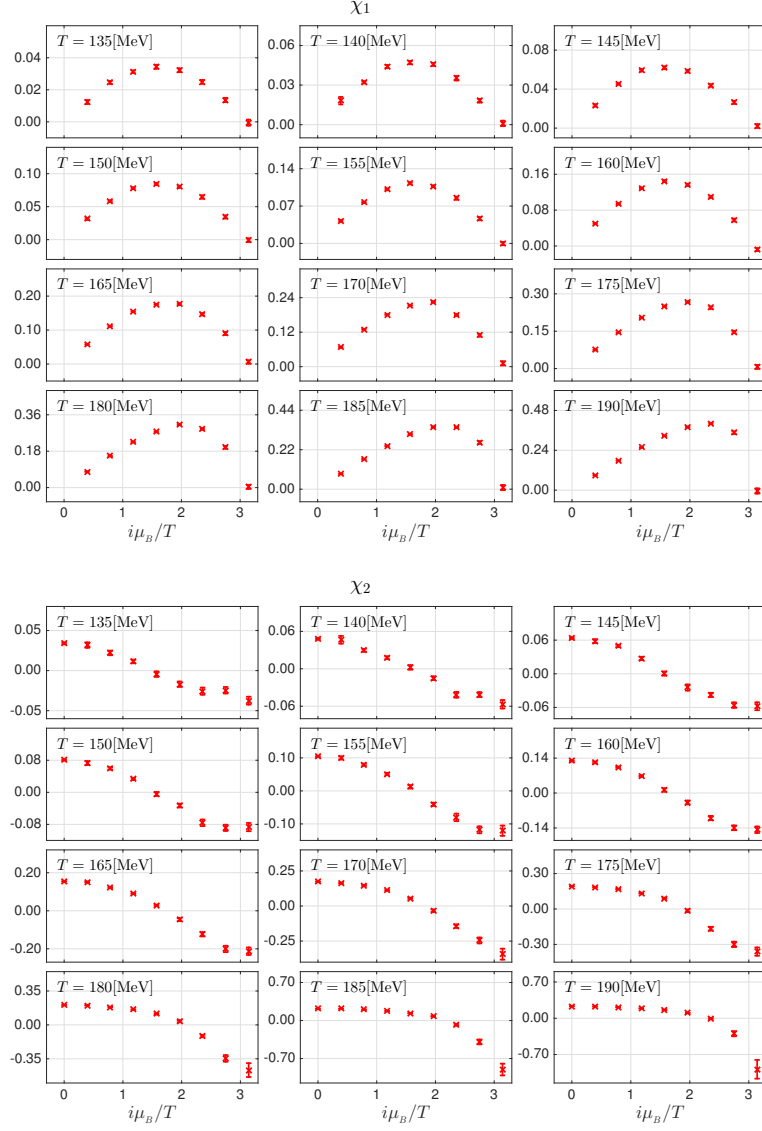 χ₁
T = 135[MeV] T = 140[MeV] T = 145[MeV]
0.04 0.06 0.08
0.02 0.03 0.04
0.00 0.00 0.00
T = 150[MeV] T = 155[MeV] T = 160[MeV]
0.10 0.14 0.16
0.05 0.07 0.08
0.00 0.00 0.00
T = 165[MeV] T = 170[MeV] T = 175[MeV]
0.20 0.24 0.30
0.10 0.12 0.15
0.00 0.00 0.00
T = 180[MeV] T = 185[MeV] T = 190[MeV]
0.36 0.44 0.48
0.18 0.22 0.24
0.00 0.00 0.00
0 1 2 3 0 1 2 3 0 1 2 3
iμ_B/T iμ_B/T iμ_B/T
χ₂
T = 135[MeV] T = 140[MeV] T = 145[MeV]
0.05 0.06 0.06
0.00 0.00 0.00
-0.05 -0.06 -0.06
T = 150[MeV] T = 155[MeV] T = 160[MeV]
0.08 0.10 0.14
0.00 0.00 0.00
-0.08 -0.10 -0.14
T = 165[MeV] T = 170[MeV] T = 175[MeV]
0.20 0.25 0.30
0.00 0.00 0.00
-0.20 -0.25 -0.30
T = 180[MeV] T = 185[MeV] T = 190[MeV]
0.35 0.70 0.70
0.00 0.00 0.00
-0.35 -0.70 -0.70
0 1 2 3 0 1 2 3 0 1 2 3
iμ_B/T iμ_B/T iμ_B/T